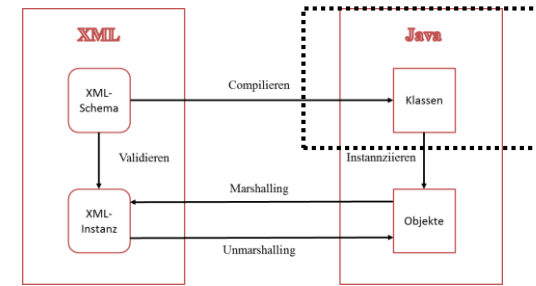 XML
Java
XML-
Schema
Compilieren
Klassen
Validieren
Instannziieren
XML-
Instanz
Marshalling
Unmarshalling
Objekte